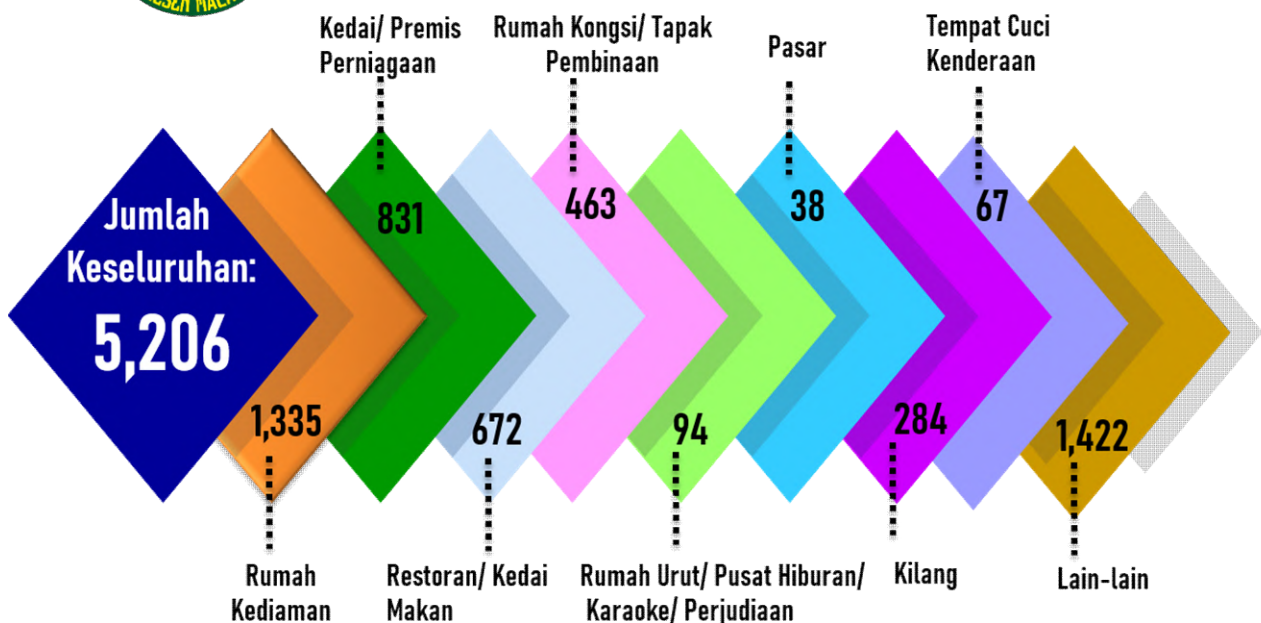 Kedai/ Premis
Perniagaan
Rumah Kongsi/ Tapak
Pembinaan
Pasar
Tempat Cuci
Kenderaan
Jumlah
Keseluruhan:
5,206
1,335
831
672
463
94
38
284
67
1,422
Rumah
Kediaman
Restoran/ Kedai
Makan
Rumah Urut/ Pusat Hiburan/
Karaoke/ Perjudiaan
Kilang
Lain-lain